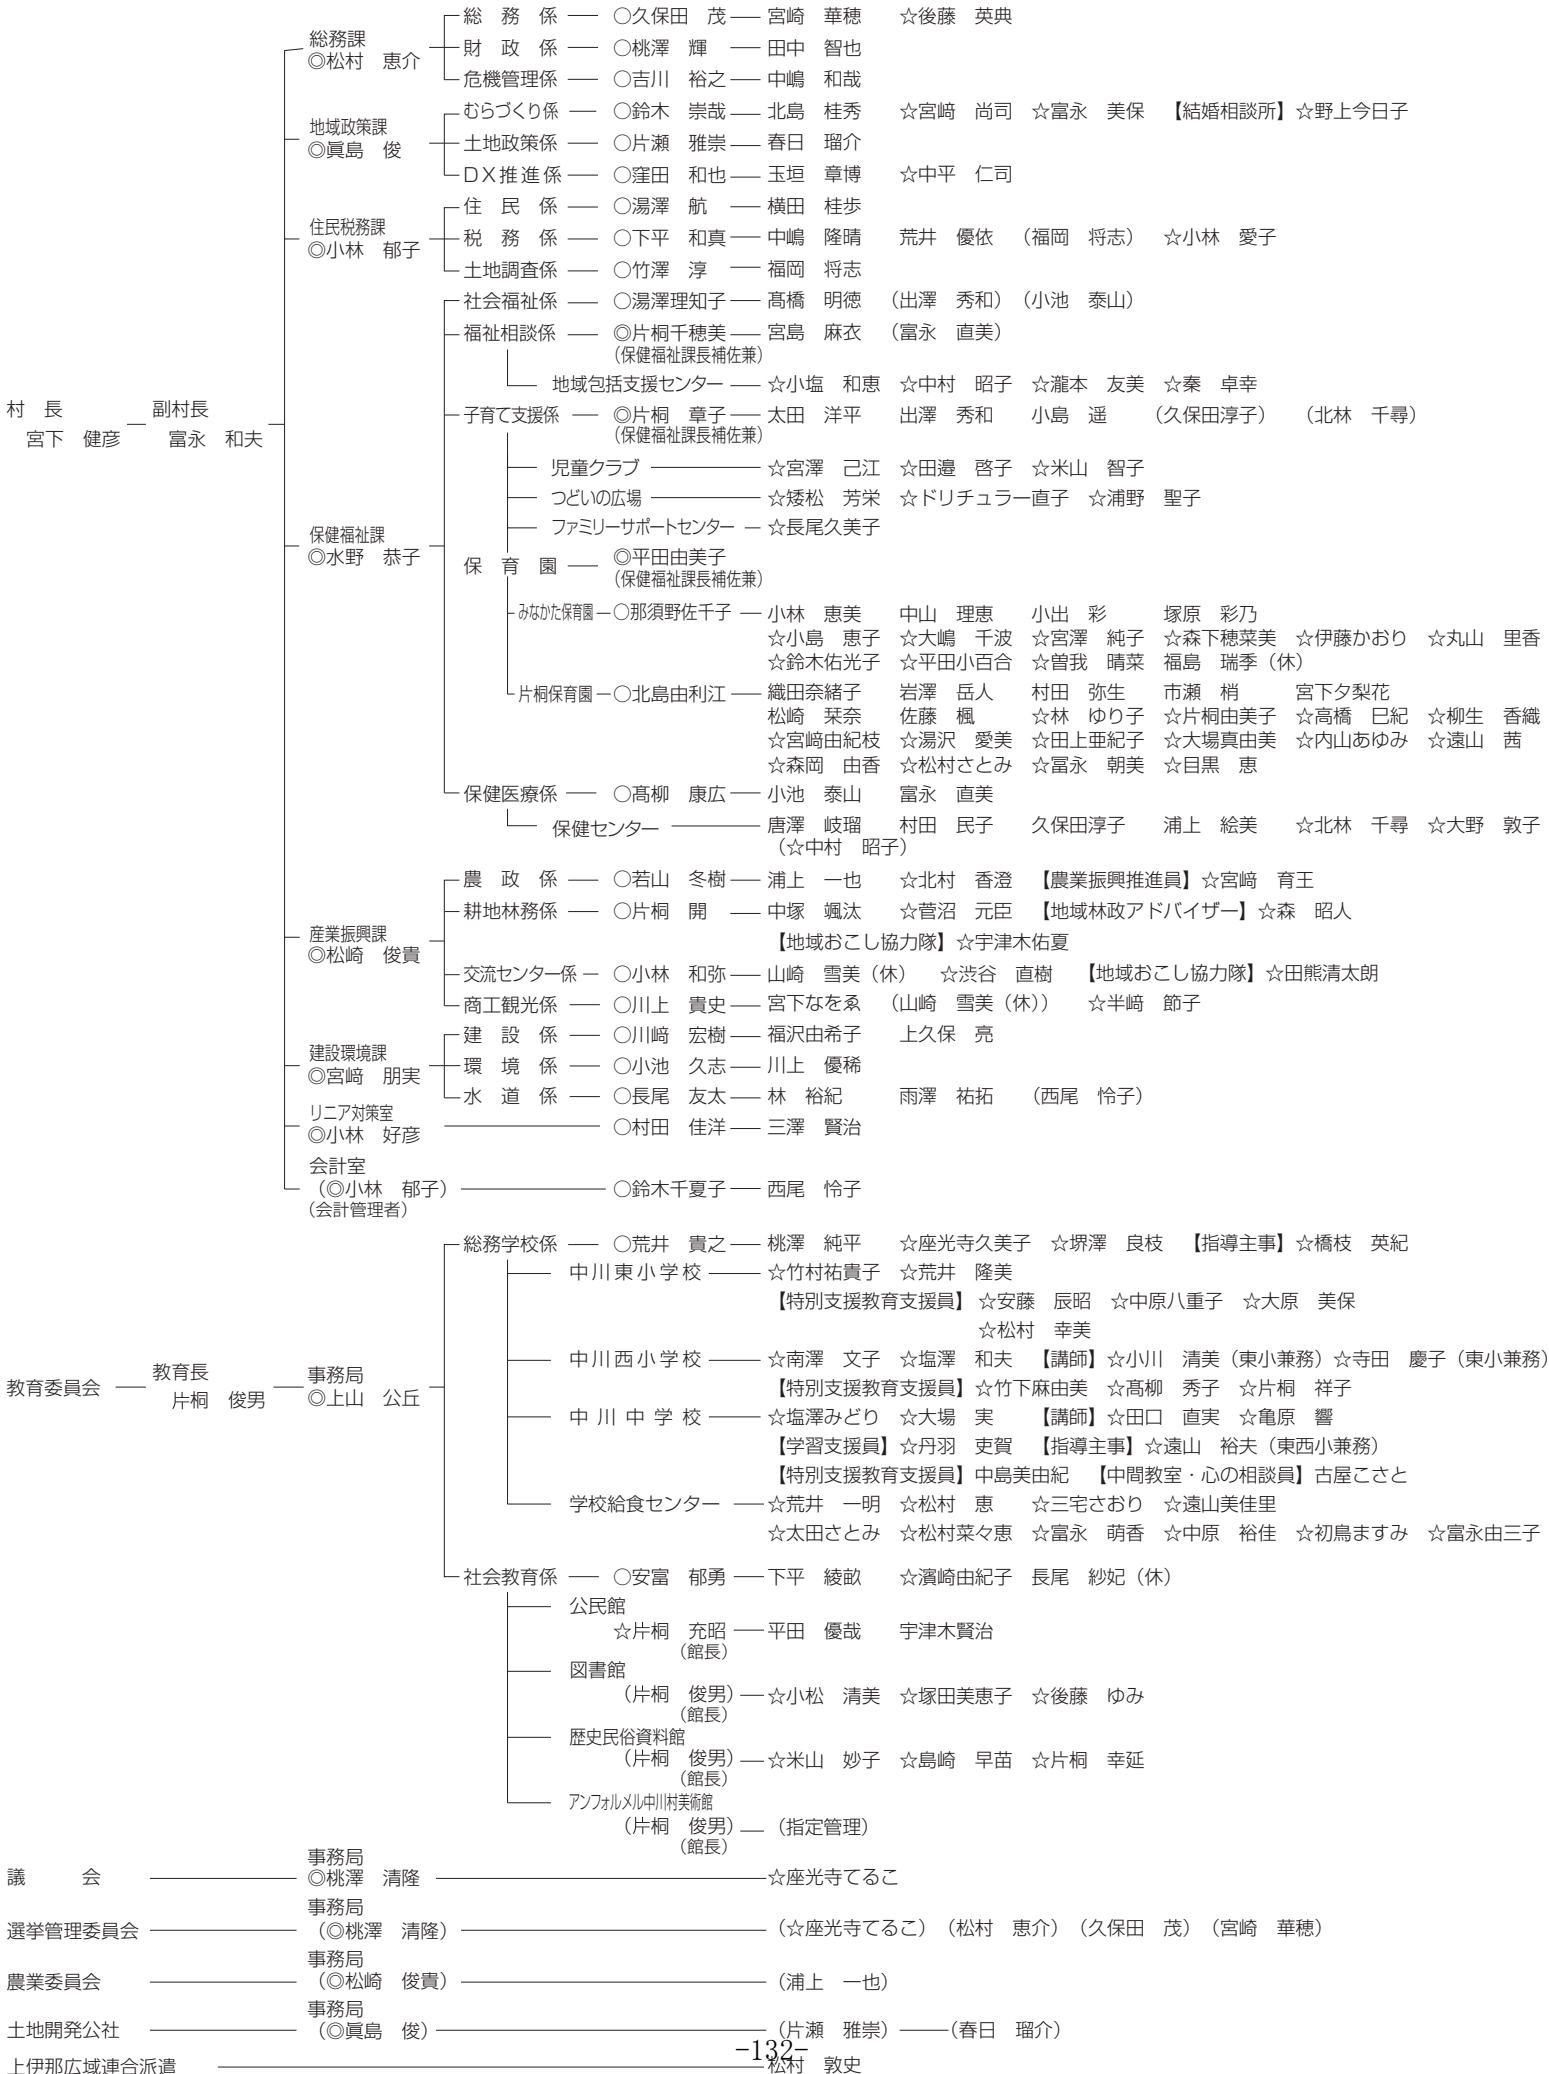 総　務　係　○久保田　茂　宮崎　華穂　☆後藤　英典
総務課
◎松村　恵介
財　政　係　○桃澤　輝　田中　智也
危機管理係　○吉川　裕之　中嶋　和哉
むらづくり係　○鈴木　崇哉　北島　桂秀　☆宮﨑　尚司　☆富永　美保　【結婚相談所】☆野上今日子
地域政策課
◎眞島　俊
土地政策係　○片瀬　雅崇　春日　瑠介
DX推進係　○窪田　和也　玉垣　章博　☆中平　仁司
住　民　係　○湯澤　航　横田　桂歩
住民税務課
◎小林　郁子
税　務　係　○下平　和真　中嶋　隆晴　荒井　優依　（福岡　将志）　☆小林　愛子
土地調査係　○竹澤　淳　福岡　将志
社会福祉係　○湯澤理知子　髙橋　明徳　（出澤　秀和）（小池　泰山）
福祉相談係　◎片桐千穂美　宮島　麻衣　（富永　直美）
（保健福祉課長補佐兼）
地域包括支援センター　☆小塩　和恵　☆中村　昭子　☆瀧本　友美　☆秦　卓幸
村　長
宮下　健彦
副村長
富永　和夫
子育て支援係　◎片桐　章子　太田　洋平　出澤　秀和　小島　遥　（久保田淳子）　（北林　千尋）
（保健福祉課長補佐兼）
児童クラブ　☆宮澤　己江　☆田邉　啓子　☆米山　智子
つどいの広場　☆矮松　芳栄　☆ドリチュラー直子　☆浦野　聖子
ファミリーサポートセンター　☆長尾久美子
保健福祉課
◎水野　恭子
保　育　園　◎平田由美子
（保健福祉課長補佐兼）
みなかた保育園　○那須野佐千子　小林　恵美　中山　理恵　小出　彩　塚原　彩乃
☆小島　恵子　☆大嶋　千波　☆宮澤　純子　☆森下穂菜美　☆伊藤かおり　☆丸山　里香
☆鈴木佑光子　☆平田小百合　☆曽我　晴菜　福島　瑞季（休）
片桐保育園　○北島由利江　織田奈緒子　岩澤　岳人　村田　弥生　市瀬　梢　宮下夕梨花
松崎　栞奈　佐藤　楓　☆林　ゆり子　☆片桐由美子　☆高橋　巳紀　☆柳生　香織
☆宮﨑由紀枝　☆湯沢　愛美　☆田上亜紀子　☆大場真由美　☆内山あゆみ　☆遠山　茜
☆森岡　由香　☆松村さとみ　☆冨永　朝美　☆目黒　恵
保健医療係　○髙柳　康広　小池　泰山　富永　直美
保健センター　唐澤　岐瑠　村田　民子　久保田淳子　浦上　絵美　☆北林　千尋　☆大野　敦子
（☆中村　昭子）
農　政　係　○若山　冬樹　浦上　一也　☆北村　香澄　【農業振興推進員】☆宮﨑　育王
耕地林務係　○片桐　開　中塚　颯汰　☆菅沼　元臣　【地域林政アドバイザー】☆森　昭人
産業振興課
◎松崎　俊貴
【地域おこし協力隊】☆宇津木佑夏
交流センター係　○小林　和弥　山崎　雪美（休）　☆渋谷　直樹　【地域おこし協力隊】☆田熊清太朗
商工観光係　○川上　貴史　宮下なをゑ　（山崎　雪美（休））　☆半﨑　節子
建　設　係　○川﨑　宏樹　福沢由希子　上久保　亮
建設環境課
◎宮﨑　朋実
環　境　係　○小池　久志　川上　優稀
水　道　係　○長尾　友太　林　裕紀　雨澤　祐拓　（西尾　怜子）
リニア対策室
◎小林　好彦　○村田　佳洋　三澤　賢治
会計室
（◎小林　郁子）　○鈴木千夏子　西尾　怜子
（会計管理者）
総務学校係　○荒井　貴之　桃澤　純平　☆座光寺久美子　☆堺澤　良枝　【指導主事】☆橋枝　英紀
中川東小学校　☆竹村祐貴子　☆荒井　隆美
【特別支援教育支援員】☆安藤　辰昭　☆中原八重子　☆大原　美保
☆松村　幸美
中川西小学校　☆南澤　文子　☆塩澤　和夫　【講師】☆小川　清美（東小兼務）☆寺田　慶子（東小兼務）
教育委員会
教育長
片桐　俊男
事務局
◎上山　公丘
【特別支援教育支援員】☆竹下麻由美　☆髙柳　秀子　☆片桐　祥子
中川中学校　☆塩澤みどり　☆大場　実　【講師】☆田口　直実　☆亀原　響
【学習支援員】☆丹羽　吏賀　【指導主事】☆遠山　裕夫（東西小兼務）
【特別支援教育支援員】中島美由紀　【中間教室・心の相談員】古屋こさと
学校給食センター　☆荒井　一明　☆松村　恵　☆三宅さおり　☆遠山美佳里
☆太田さとみ　☆松村菜々恵　☆富永　萌香　☆中原　裕佳　☆初鳥ますみ　☆富永由三子
社会教育係　○安富　郁勇　下平　綾畝　☆濱崎由紀子　長尾　紗妃（休）
公民館
☆片桐　充昭　平田　優哉　宇津木賢治
（館長）
図書館
（片桐　俊男）　☆小松　清美　☆塚田美恵子　☆後藤　ゆみ
（館長）
歴史民俗資料館
（片桐　俊男）　☆米山　妙子　☆島崎　早苗　☆片桐　幸延
（館長）
アンフォルメル中川村美術館
（片桐　俊男）　（指定管理）
（館長）
議　会　事務局
◎桃澤　清隆　☆座光寺てるこ
選挙管理委員会　事務局
（◎桃澤　清隆）　（☆座光寺てるこ）（松村　恵介）（久保田　茂）（宮崎　華穂）
農業委員会　事務局
（◎松崎　俊貴）　（浦上　一也）
土地開発公社　事務局
（◎眞島　俊）　（片瀬　雅崇）　（春日　瑠介）
上伊那広域連合派遣　松村　敦史
-132-